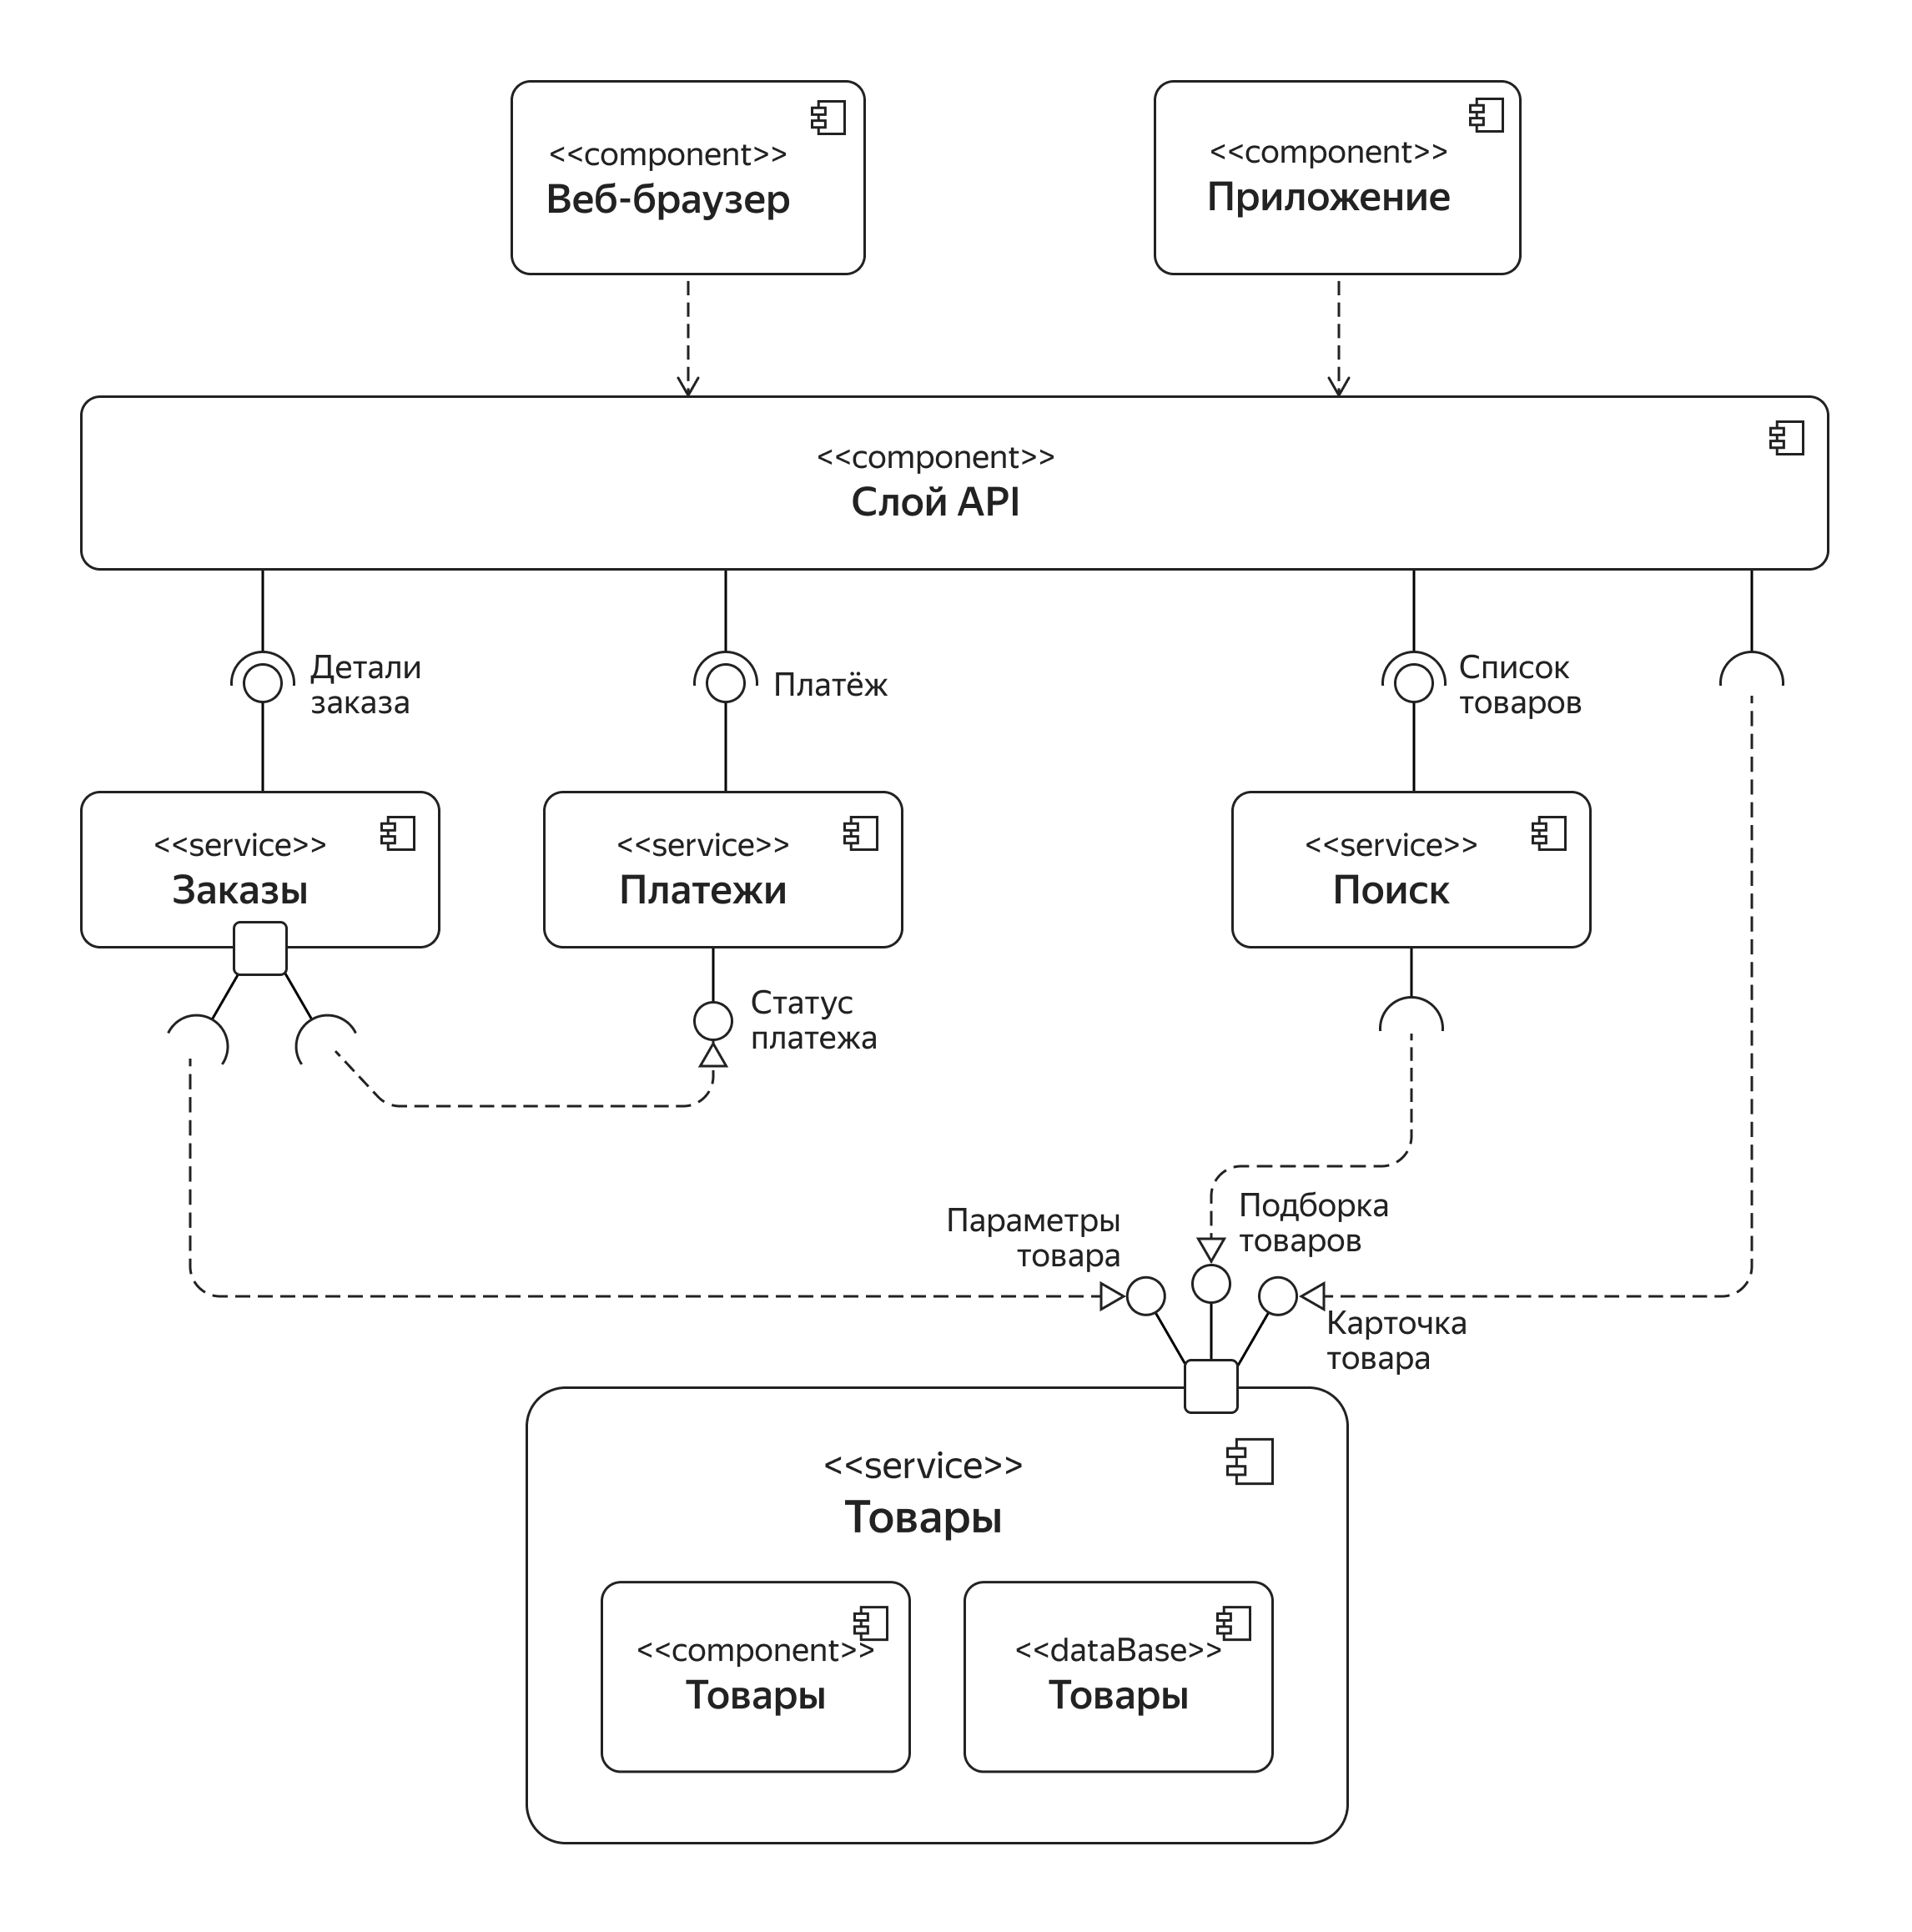 <<component>>
Веб-браузер
<<component>>
Приложение
<<component>>
Слой API
Детали
заказа
Платёж
Список
товаров
<<service>>
Заказы
<<service>>
Платежи
<<service>>
Поиск
Статус
платежа
Параметры
товара
Подборка
товаров
Карточка
товара
<<service>>
Товары
<<component>>
Товары
<<dataBase>>
Товары